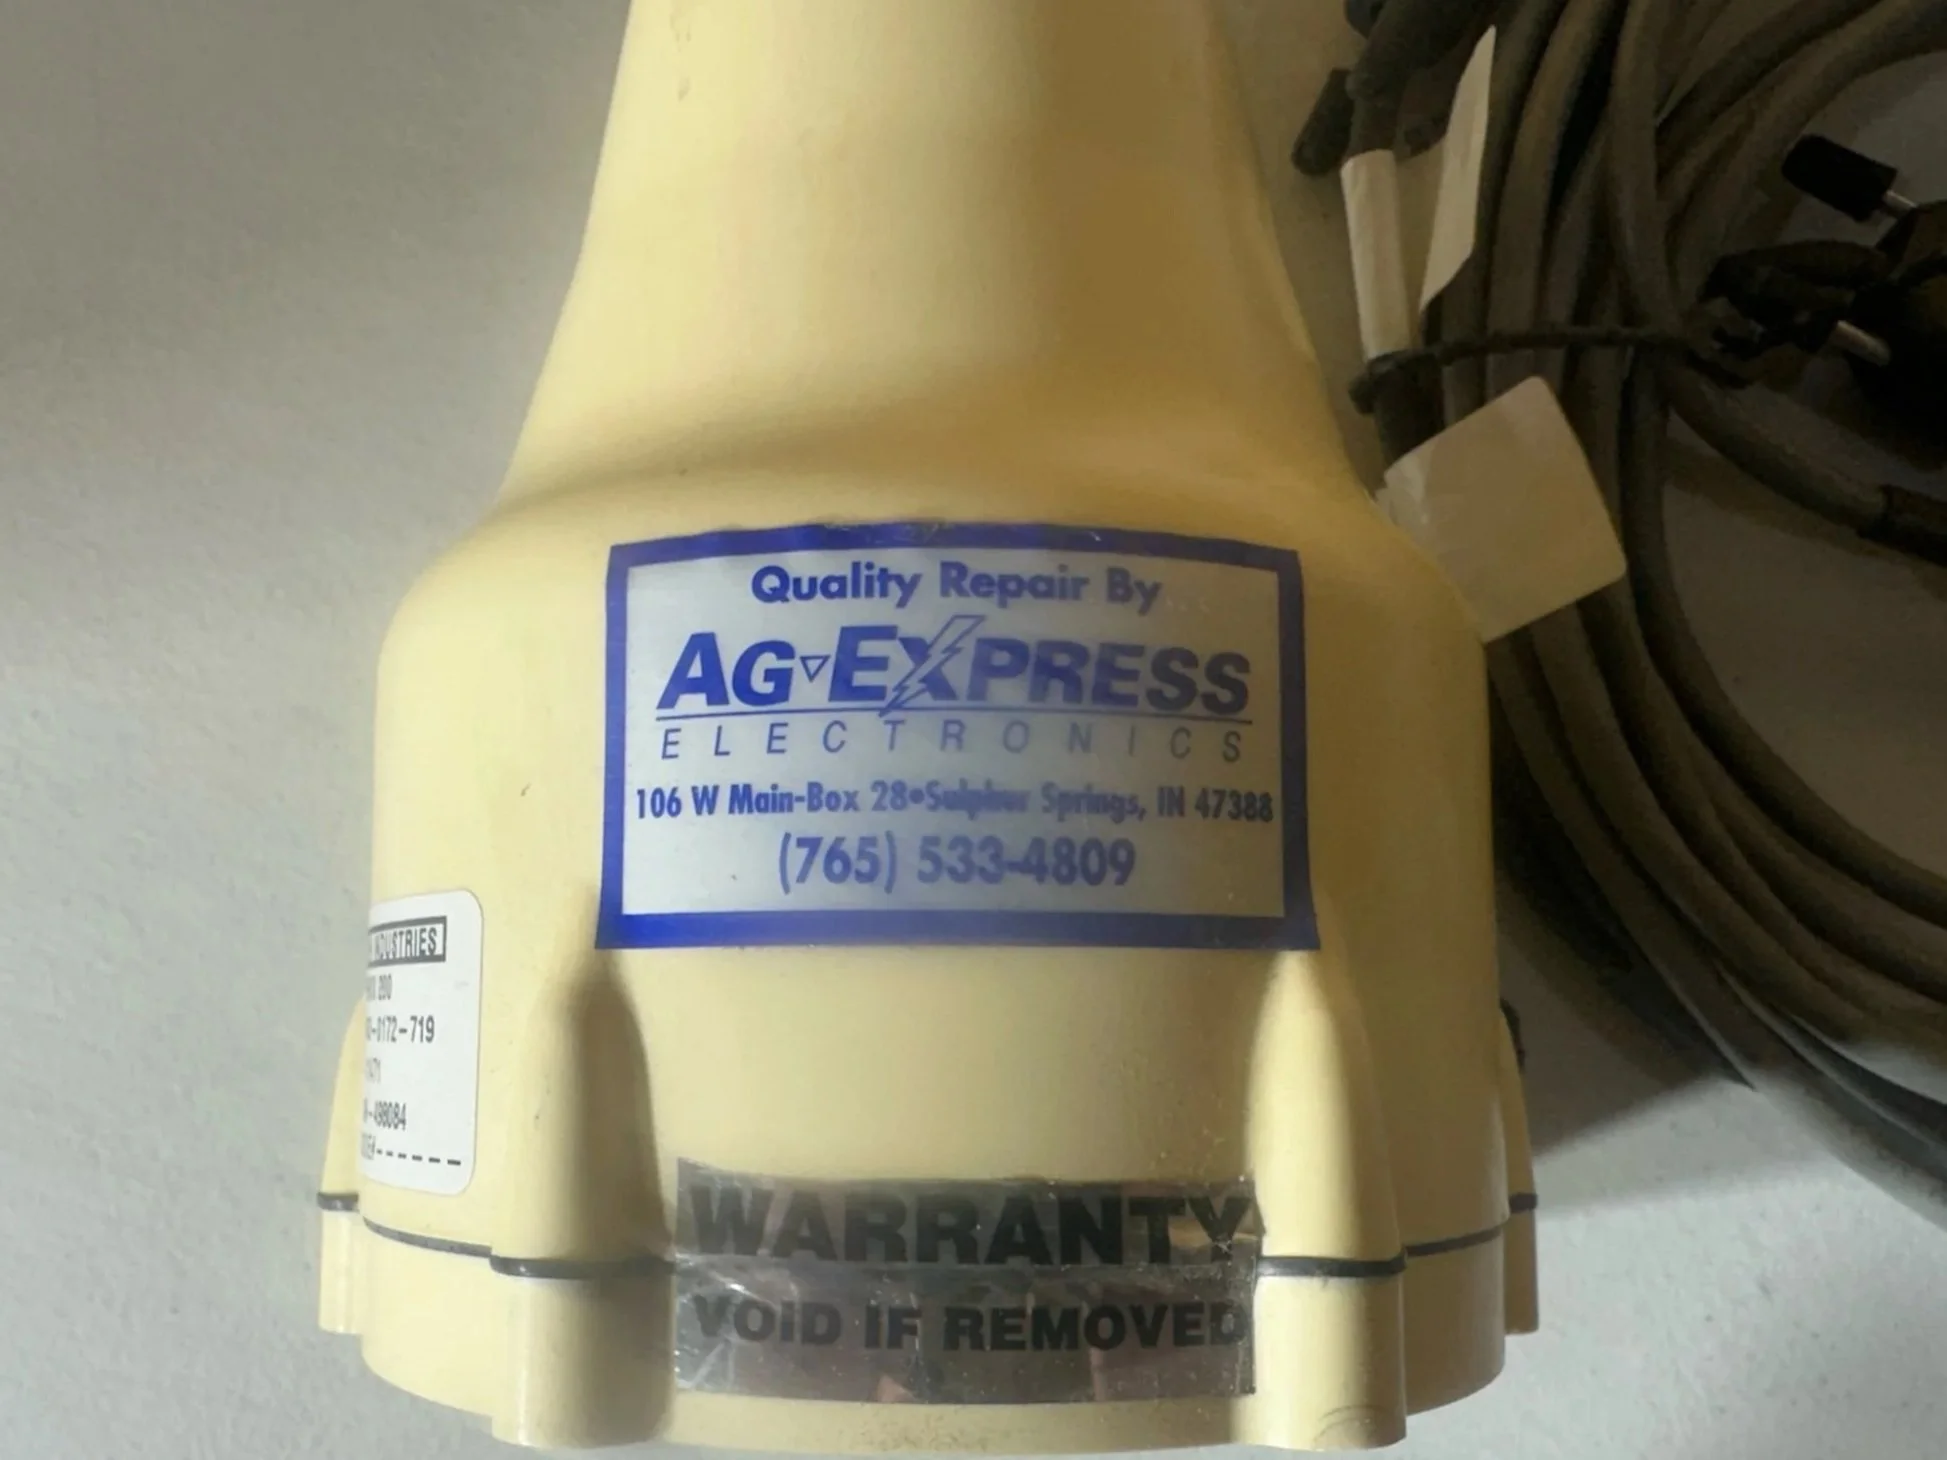 Quality Repair By
AG EXPRESS
ELECTRONICS
106 W Main-Box 28•Sulphur Springs, IN 47388
(765) 533-4809
DUSTRIES
200
-0172-719
-498084
WARRANTY
VOID IF REMOVED